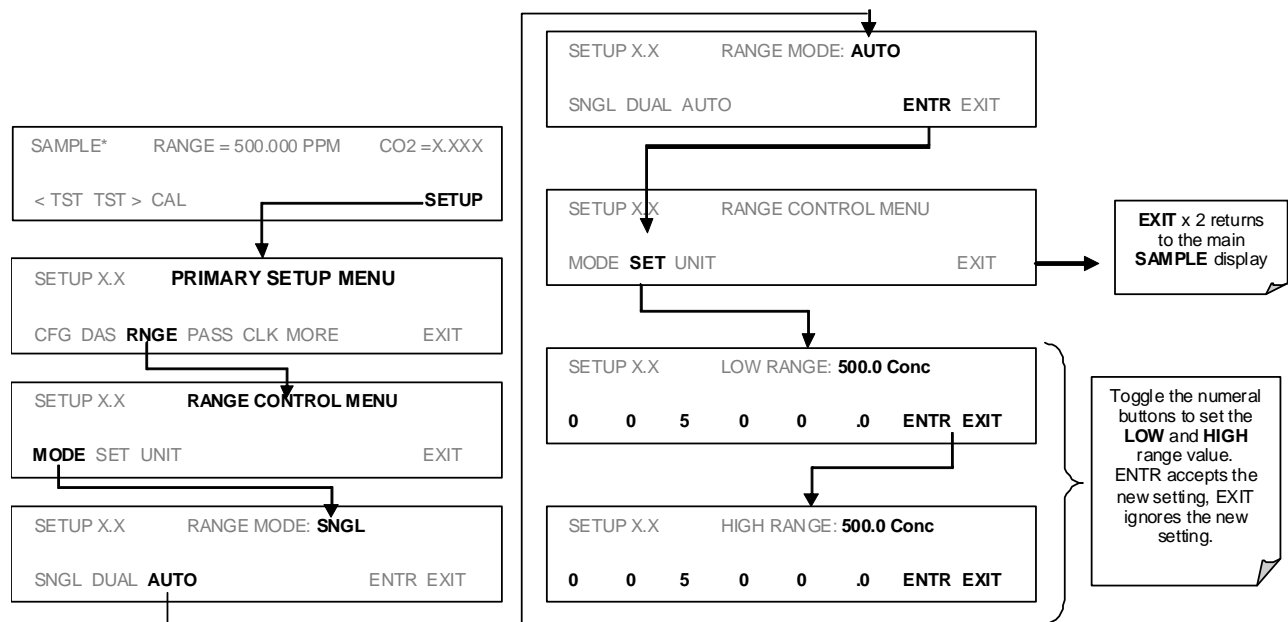 SAMPLE* RANGE = 500.000 PPM CO2 =X.XXX
< TST TST > CAL SETUP
SETUP X.X PRIMARY SETUP MENU
CFG DAS RNGE PASS CLK MORE EXIT
SETUP X.X RANGE CONTROL MENU
MODE SET UNIT EXIT
SETUP X.X RANGE MODE: SNGL
SNGL DUAL AUTO ENTR EXIT
SETUP X.X RANGE MODE: AUTO
SNGL DUAL AUTO ENTR EXIT
SETUP X.X RANGE CONTROL MENU
MODE SET UNIT EXIT
EXIT x 2 returns
to the main
SAMPLE display
SETUP X.X LOW RANGE: 500.0 Conc
0 0 5 0 0 .0 ENTR EXIT
SETUP X.X HIGH RANGE: 500.0 Conc
0 0 5 0 0 .0 ENTR EXIT
Toggle the numeral
buttons to set the
LOW and HIGH
range value.
ENTR accepts the
new setting, EXIT
ignores the new
setting.